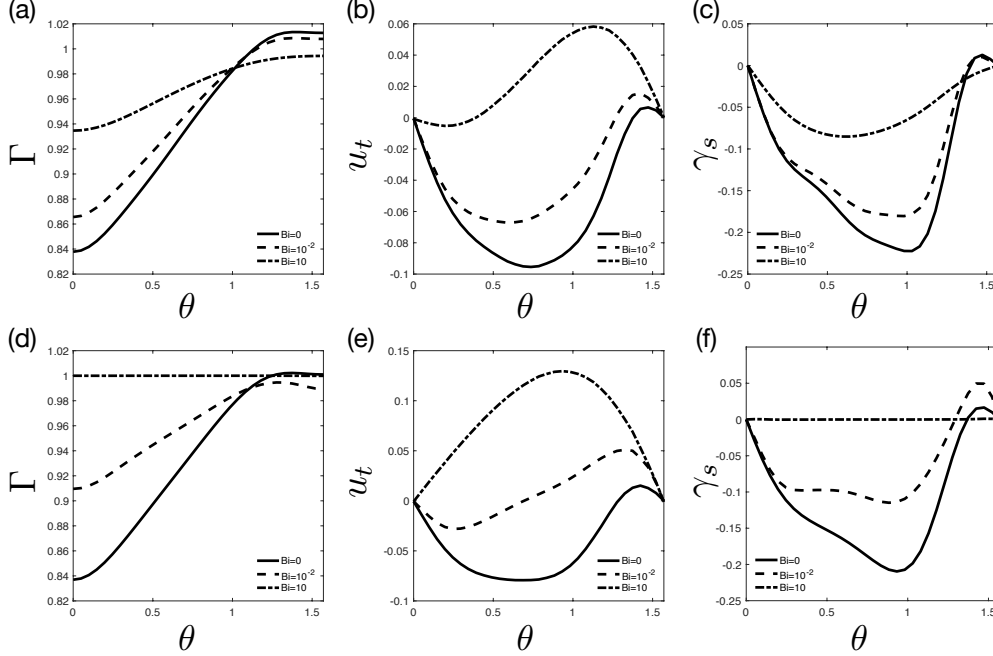 (a)
1.02
1
0.98
0.96
0.94
0.92
0.9
0.88
0.86
0.84
0.82
Γ
0
0.5
1
1.5
θ
Bi=0
Bi=10⁻²
Bi=10
(b)
0.06
0.04
0.02
0
-0.02
-0.04
-0.06
-0.08
-0.1
u_t
0
0.5
1
1.5
θ
Bi=0
Bi=10⁻²
Bi=10
(c)
0.05
0
-0.05
-0.1
-0.15
-0.2
-0.25
γ_s
0
0.5
1
1.5
θ
Bi=0
Bi=10⁻²
Bi=10
(d)
1.02
1
0.98
0.96
0.94
0.92
0.9
0.88
0.86
0.84
0.82
Γ
0
0.5
1
1.5
θ
Bi=0
Bi=10⁻²
Bi=10
(e)
0.15
0.1
0.05
0
-0.05
-0.1
u_t
0
0.5
1
1.5
θ
Bi=0
Bi=10⁻²
Bi=10
(f)
0.05
0
-0.05
-0.1
-0.15
-0.2
-0.25
γ_s
0
0.5
1
1.5
θ
Bi=0
Bi=10⁻²
Bi=10